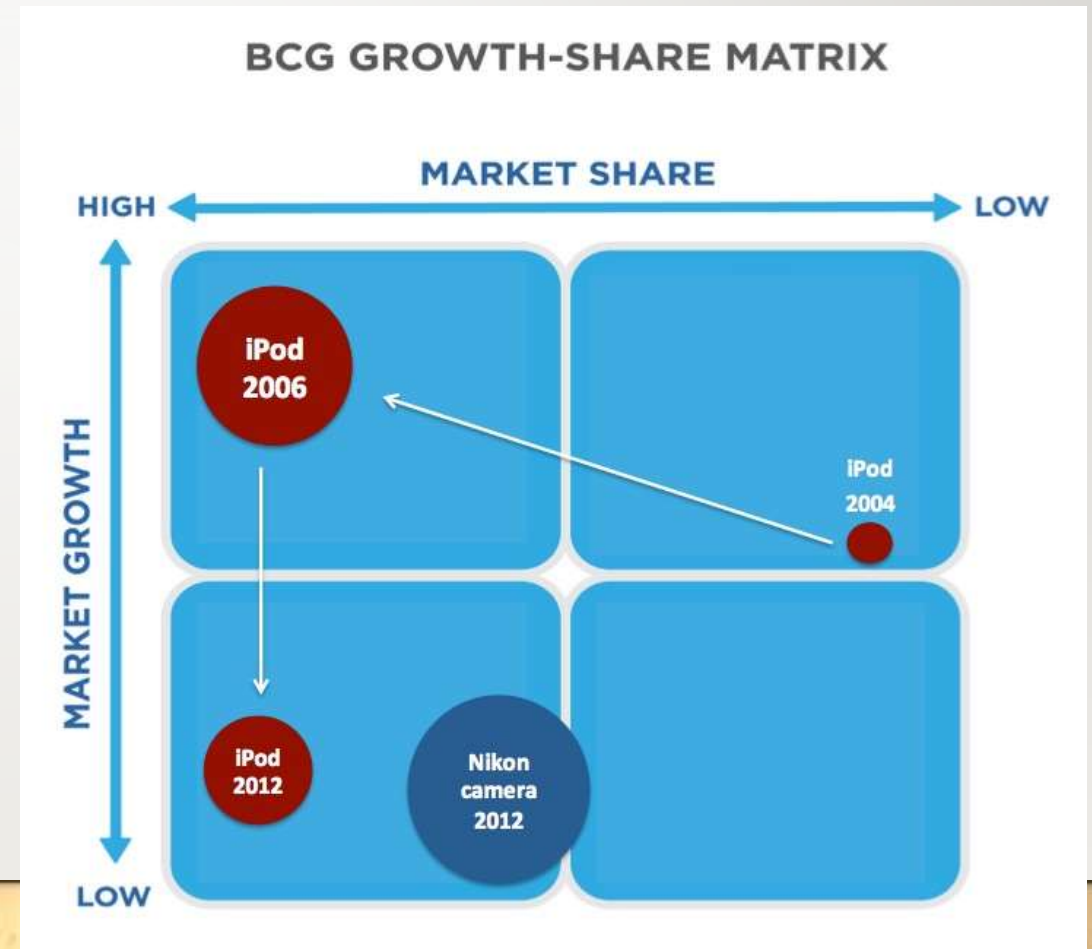 BCG GROWTH-SHARE MATRIX
MARKET SHARE
HIGH
LOW
MARKET GROWTH
iPod
2006
iPod
2004
iPod
2012
Nikon
camera
2012
LOW